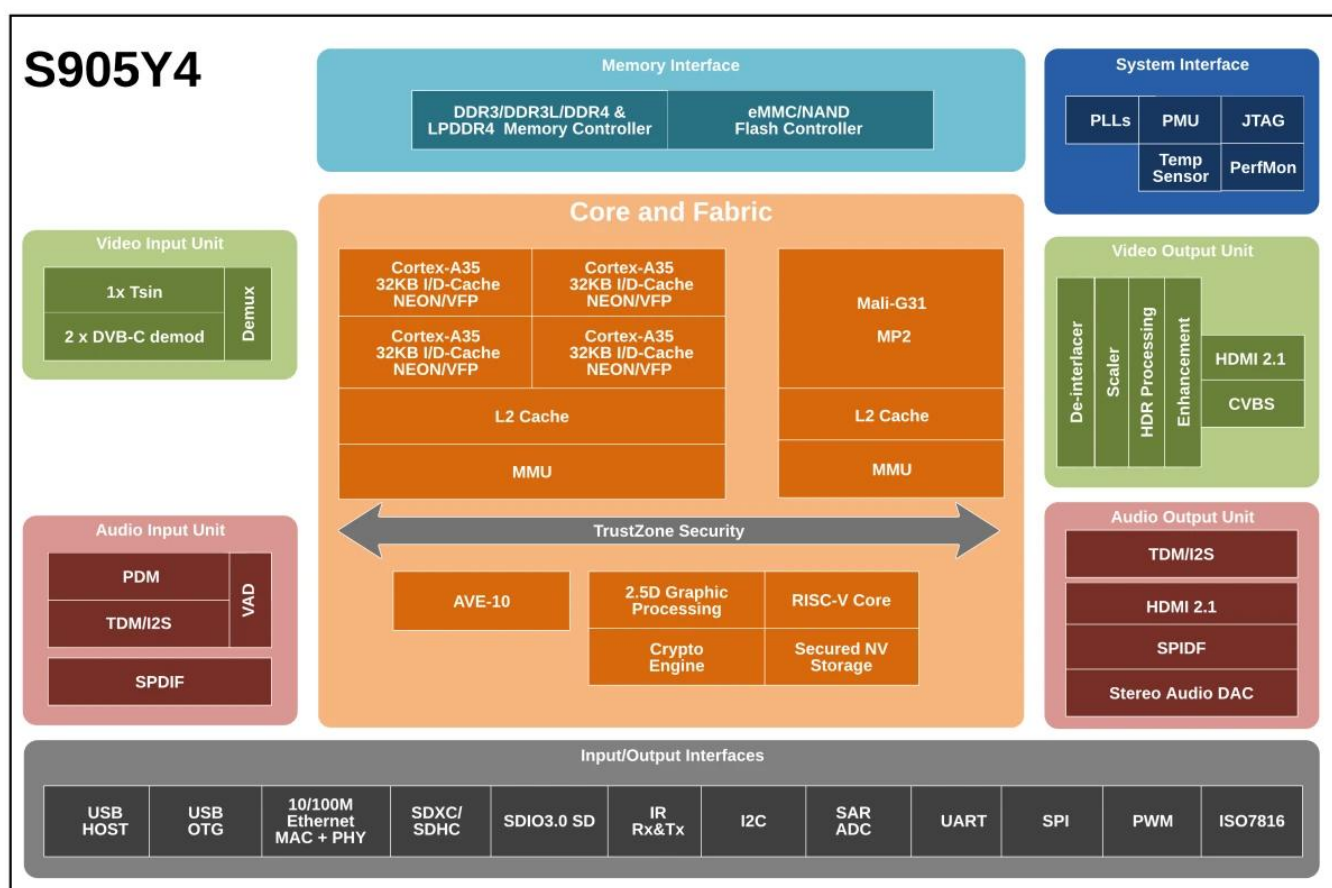 S905Y4
Memory Interface
DDR3/DDR3L/DDR4 &
LPDDR4 Memory Controller
eMMC/NAND
Flash Controller
System Interface
PLLs
PMU
JTAG
Temp
Sensor
PerfMon
Video Input Unit
1x Tsin
2 x DVB-C demod
Demux
Core and Fabric
Cortex-A35
32KB I/D-Cache
NEON/VFP
Cortex-A35
32KB I/D-Cache
NEON/VFP
Cortex-A35
32KB I/D-Cache
NEON/VFP
Cortex-A35
32KB I/D-Cache
NEON/VFP
L2 Cache
MMU
Mali-G31
MP2
L2 Cache
MMU
TrustZone Security
AVE-10
2.5D Graphic
Processing
RISC-V Core
Crypto
Engine
Secured NV
Storage
Video Output Unit
De-interlacer
Scaler
HDR Processing
Enhancement
HDMI 2.1
CVBS
Audio Input Unit
PDM
TDM/I2S
VAD
SPDIF
Audio Output Unit
TDM/I2S
HDMI 2.1
SPIDF
Stereo Audio DAC
Input/Output Interfaces
USB
HOST
USB
OTG
10/100M
Ethernet
MAC + PHY
SDXC/
SDHC
SDIO3.0 SD
IR
Rx&Tx
I2C
SAR
ADC
UART
SPI
PWM
ISO7816